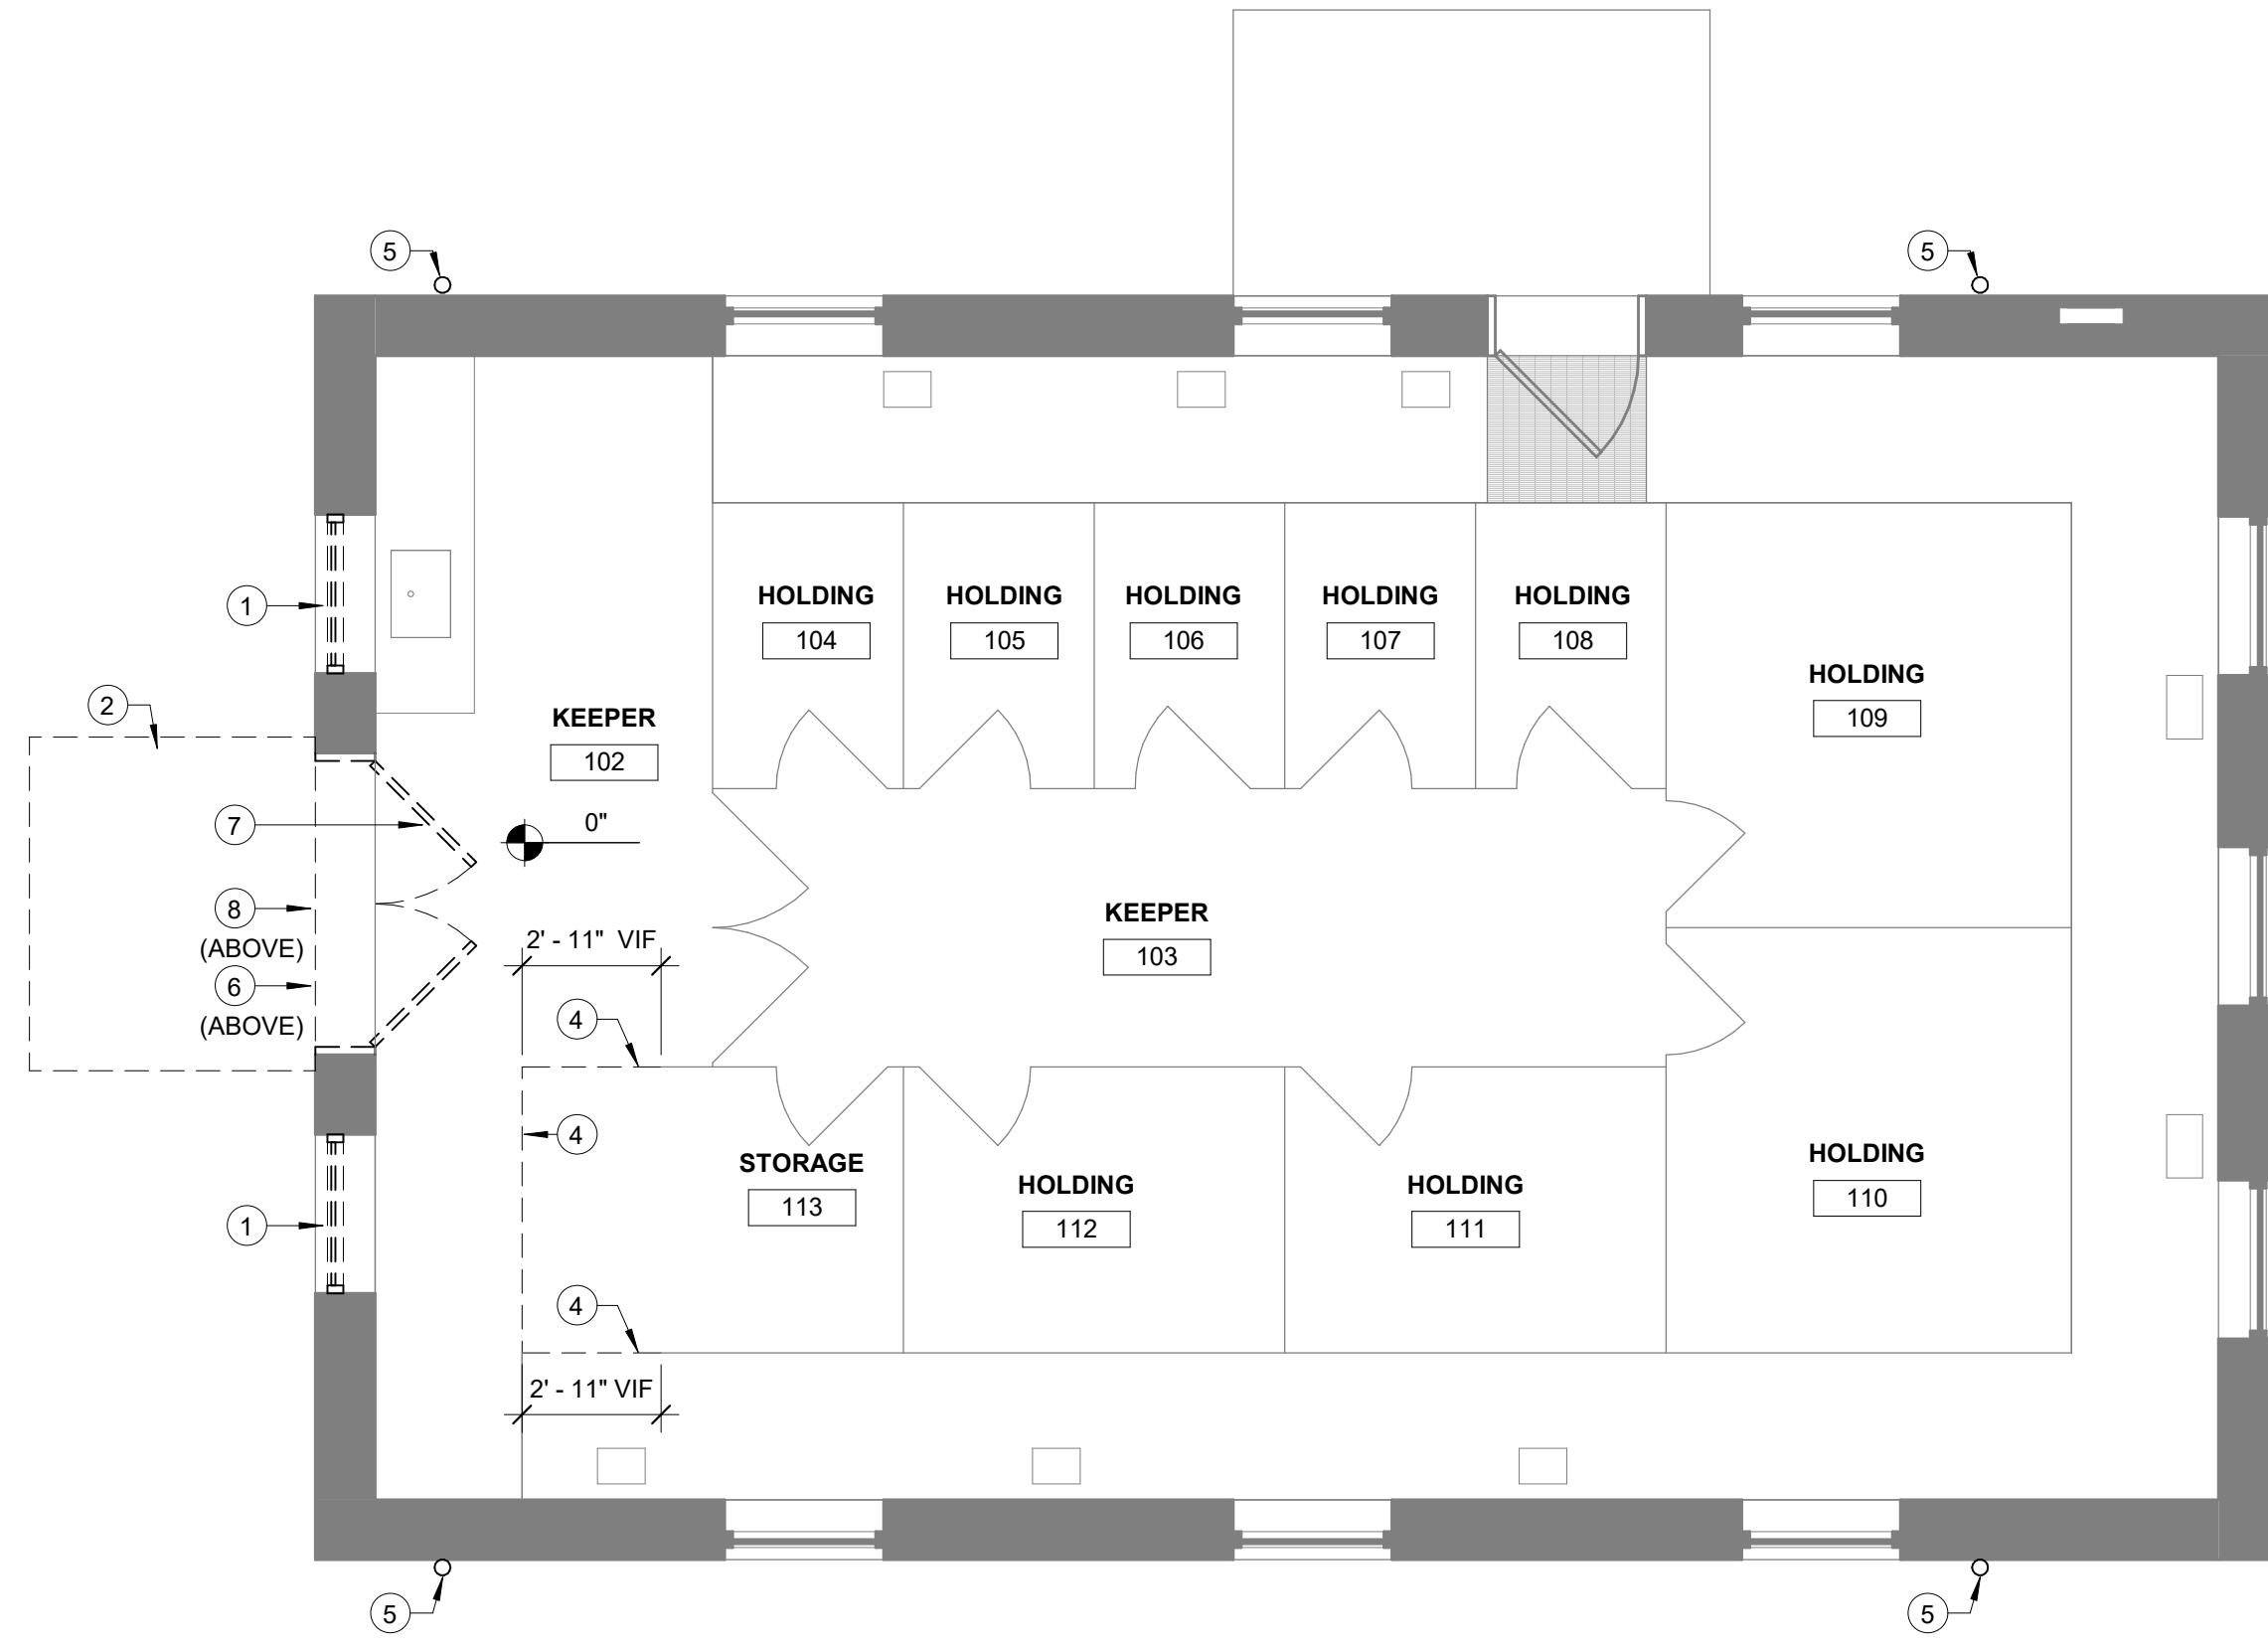 5
5
HOLDING
HOLDING
HOLDING
HOLDING
HOLDING
104
105
106
107
108
1
HOLDING
109
2
KEEPER
102
7
0"
8
(ABOVE)
KEEPER
103
2' - 11" VIF
6
(ABOVE)
4
4
STORAGE
113
HOLDING
112
HOLDING
111
HOLDING
110
1
4
2' - 11" VIF
5
5